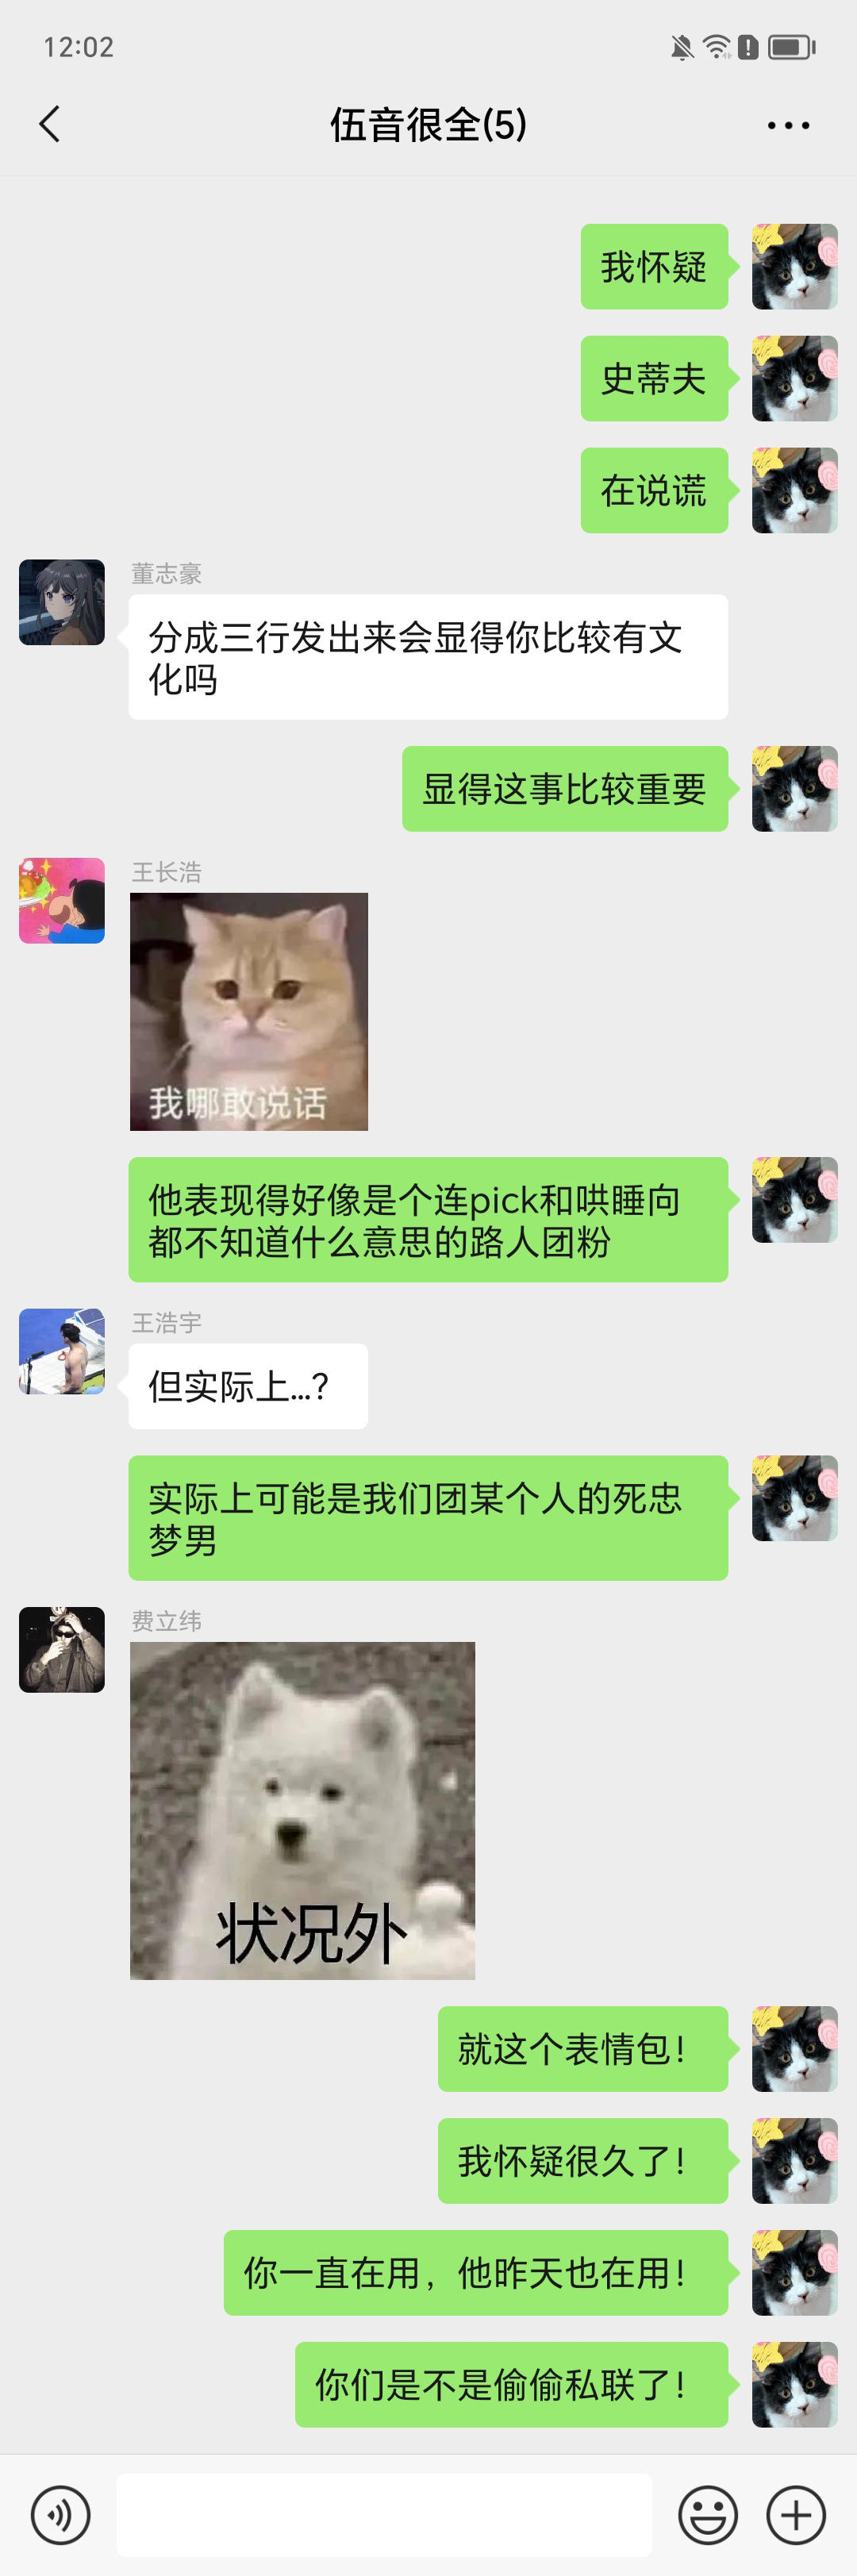 12:02
伍音很全(5)
我怀疑
史蒂夫
在说谎
董志豪
分成三行发出来会显得你比较有文
化吗
显得这事比较重要
王长浩
我哪敢说话
他表现得好像是个连pick和哄睡向
都不知道什么意思的路人团粉
王浩宇
但实际上...?
实际上可能是我们团某个人的死忠
梦男
费立纬
状况外
就这个表情包!
我怀疑很久了!
你一直在用，他昨天也在用!
你们是不是偷偷私联了!